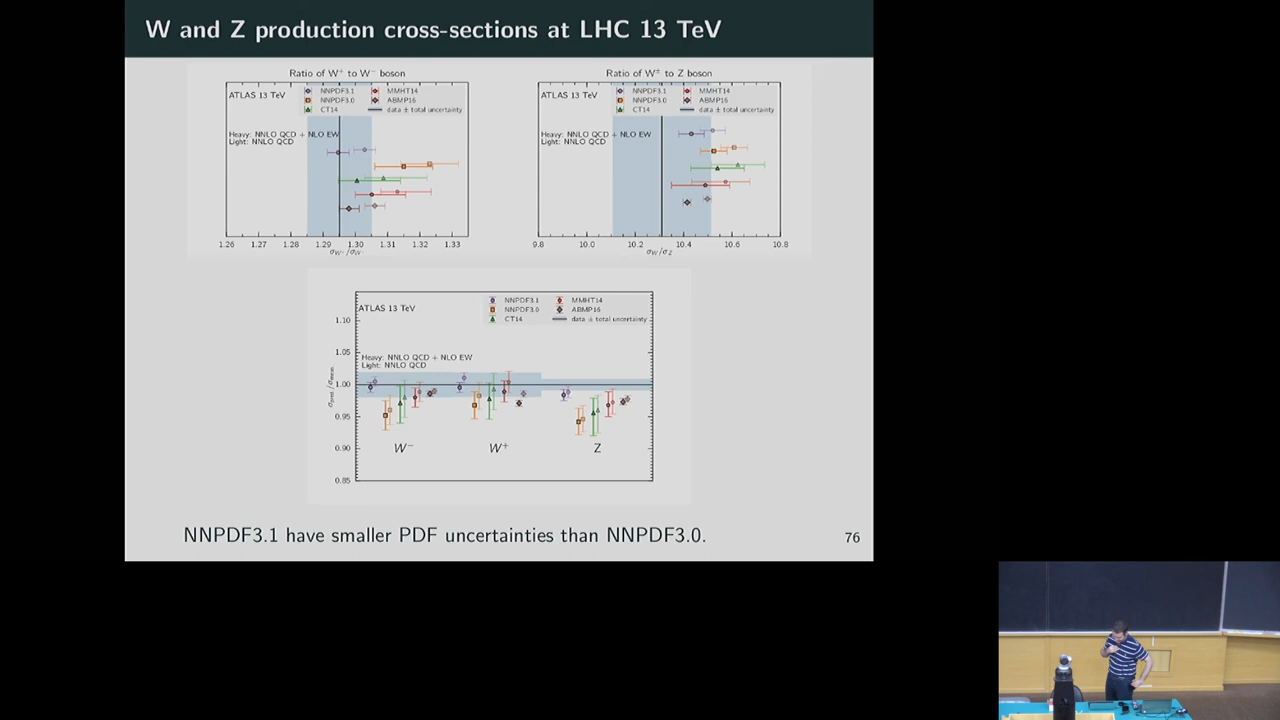 W and Z production cross-sections at LHC 13 TeV
Ratio of W⁺ to W⁻ boson
ATLAS 13 TeV
NNPDF3.1
NNPDF3.0
CT14
MMHT14
ABMP16
data ± total uncertainty
Heavy: NNLO QCD + NLO EW
Light: NNLO QCD
1.26 1.27 1.28 1.29 1.30 1.31 1.32 1.33
σW⁺/σW⁻
Ratio of W± to Z boson
ATLAS 13 TeV
NNPDF3.1
NNPDF3.0
CT14
MMHT14
ABMP16
data ± total uncertainty
Heavy: NNLO QCD + NLO EW
Light: NNLO QCD
9.8 10.0 10.2 10.4 10.6 10.8
σW/σZ
ATLAS 13 TeV
NNPDF3.1
NNPDF3.0
CT14
MMHT14
ABMP16
data ± total uncertainty
Heavy: NNLO QCD + NLO EW
Light: NNLO QCD
1.10
1.05
1.00
0.95
0.90
0.85
W⁻ W⁺ Z
NNPDF3.1 have smaller PDF uncertainties than NNPDF3.0.
76